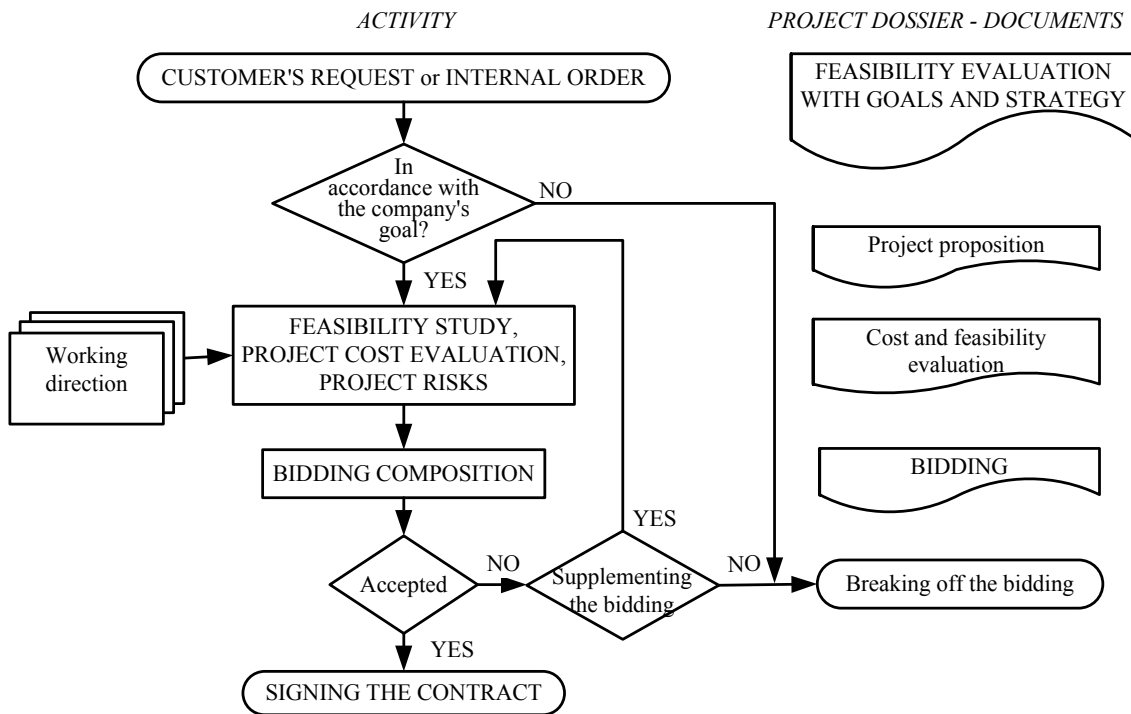 ACTIVITY
PROJECT DOSSIER - DOCUMENTS
CUSTOMER'S REQUEST or INTERNAL ORDER
FEASIBILITY EVALUATION
WITH GOALS AND STRATEGY
In
accordance with
the company's
goal?
NO
YES
Project proposition
Working
direction
FEASIBILITY STUDY,
PROJECT COST EVALUATION,
PROJECT RISKS
Cost and feasibility
evaluation
BIDDING COMPOSITION
BIDDING
Accepted
NO
YES
Supplementing
the bidding
YES
NO
Breaking off the bidding
SIGNING THE CONTRACT